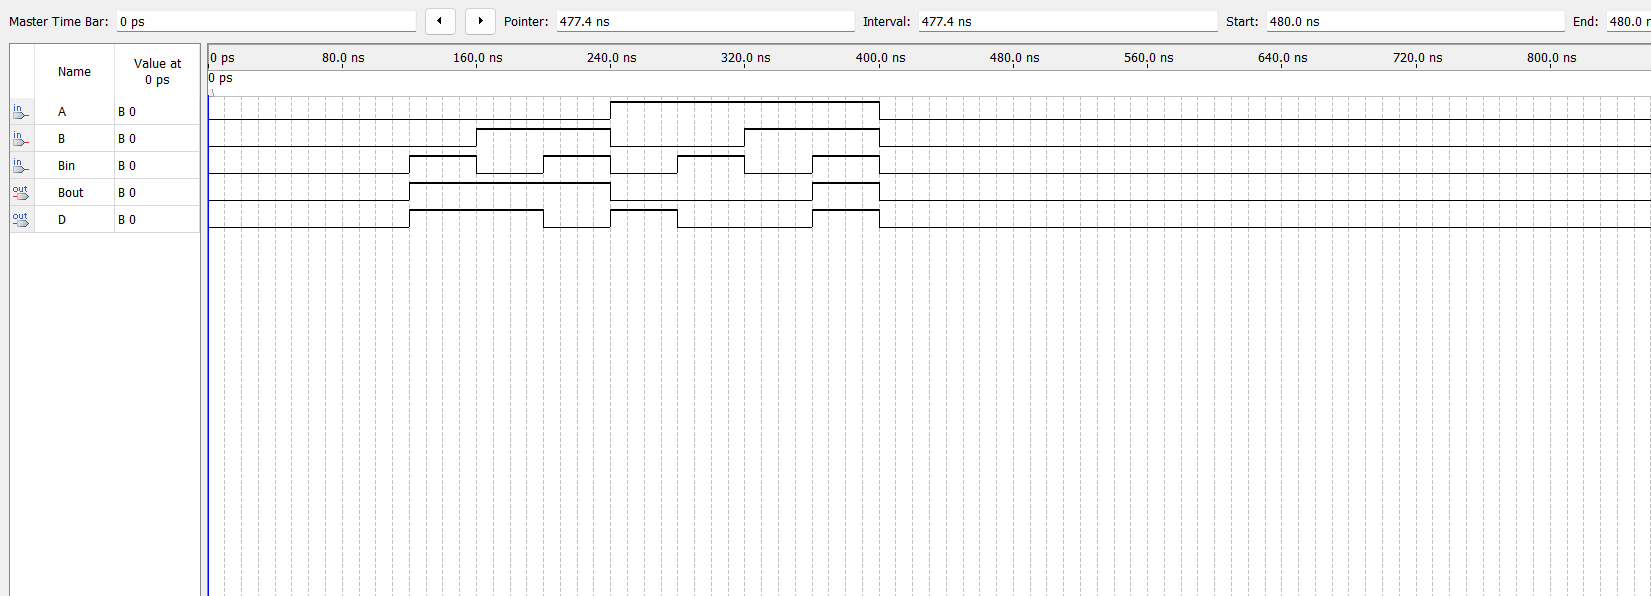 Master Time Bar: 0 ps Pointer: 477.4 ns Interval: 477.4 ns Start: 480.0 ns End: 480.0 n
Name Value at 0 ps
0 ps 80.0 ns 160.0 ns 240.0 ns 320.0 ns 400.0 ns 480.0 ns 560.0 ns 640.0 ns 720.0 ns 800.0 ns
0 ps
in A B 0
in B B 0
in Bin B 0
out Bout B 0
out D B 0